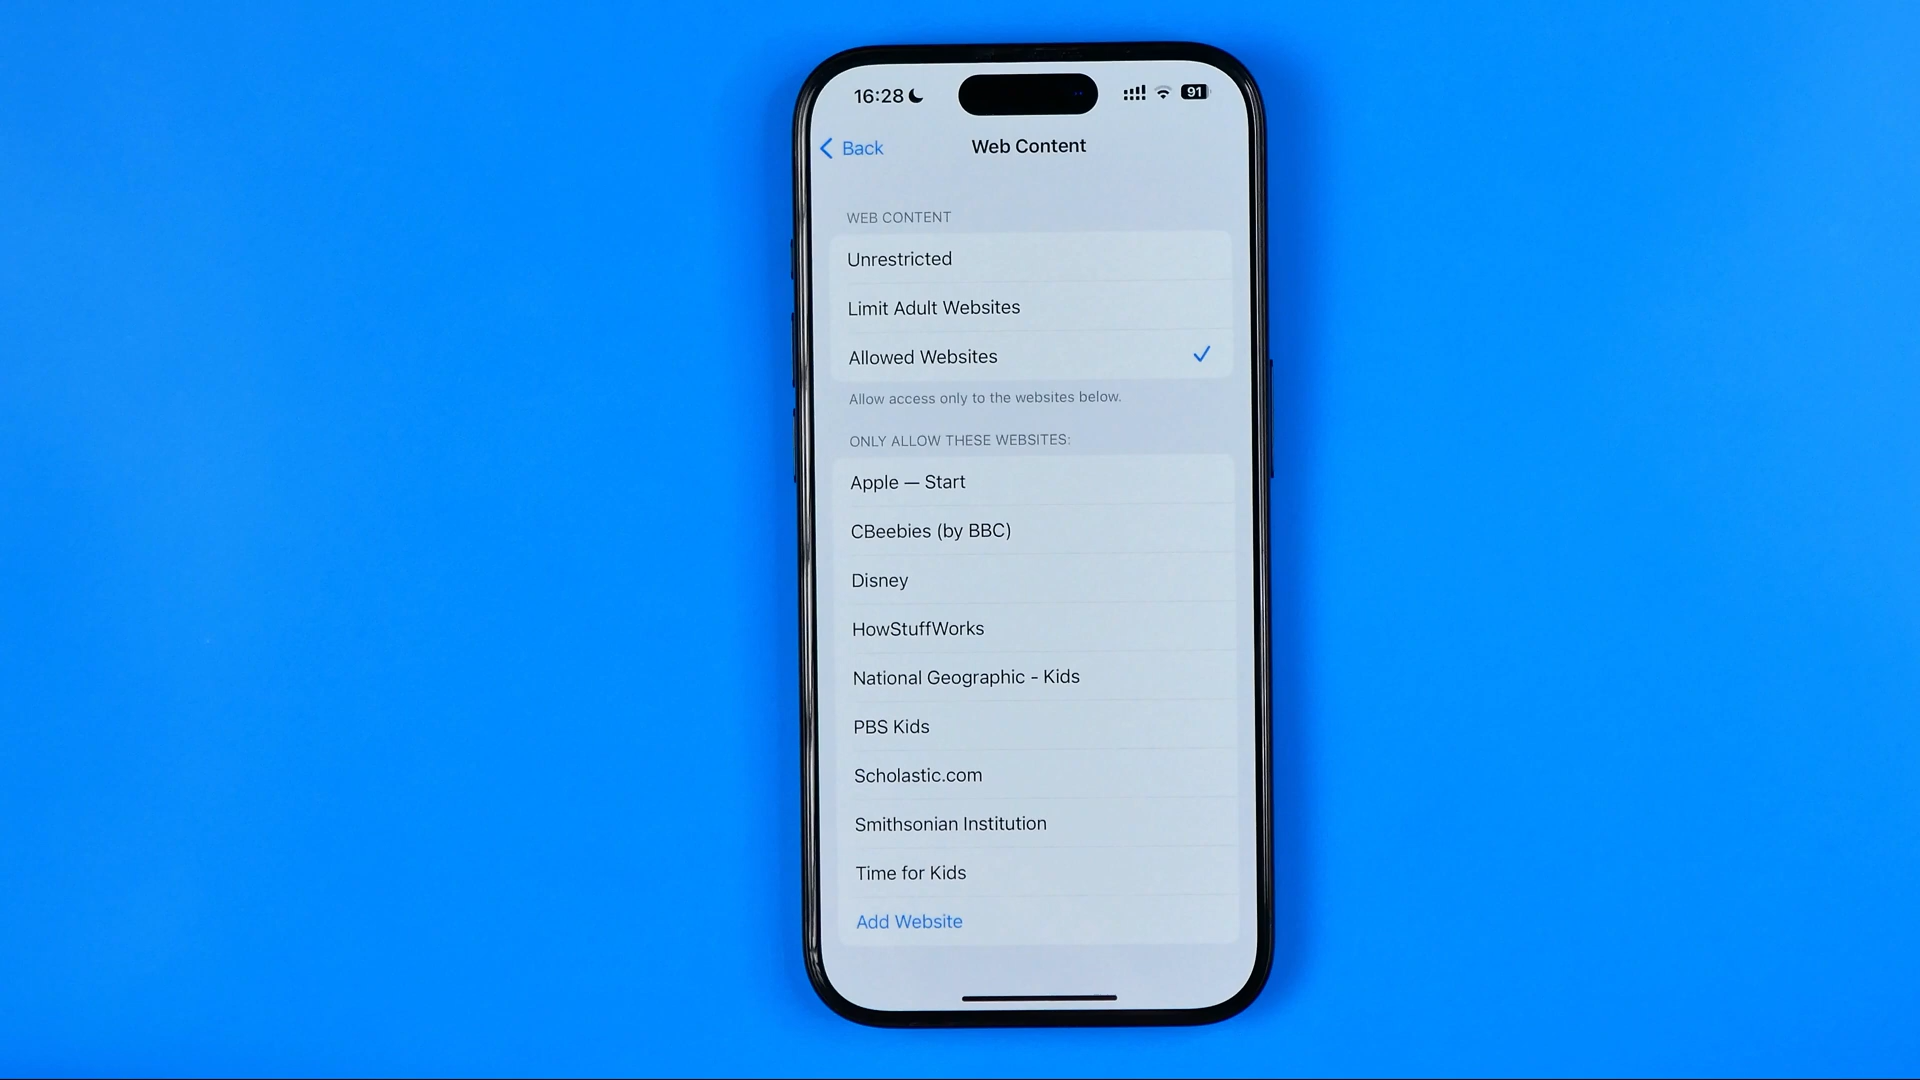 16:28
91
Back
Web Content
WEB CONTENT
Unrestricted
Limit Adult Websites
Allowed Websites
Allow access only to the websites below.
ONLY ALLOW THESE WEBSITES:
Apple — Start
CBeebies (by BBC)
Disney
HowStuffWorks
National Geographic - Kids
PBS Kids
Scholastic.com
Smithsonian Institution
Time for Kids
Add Website